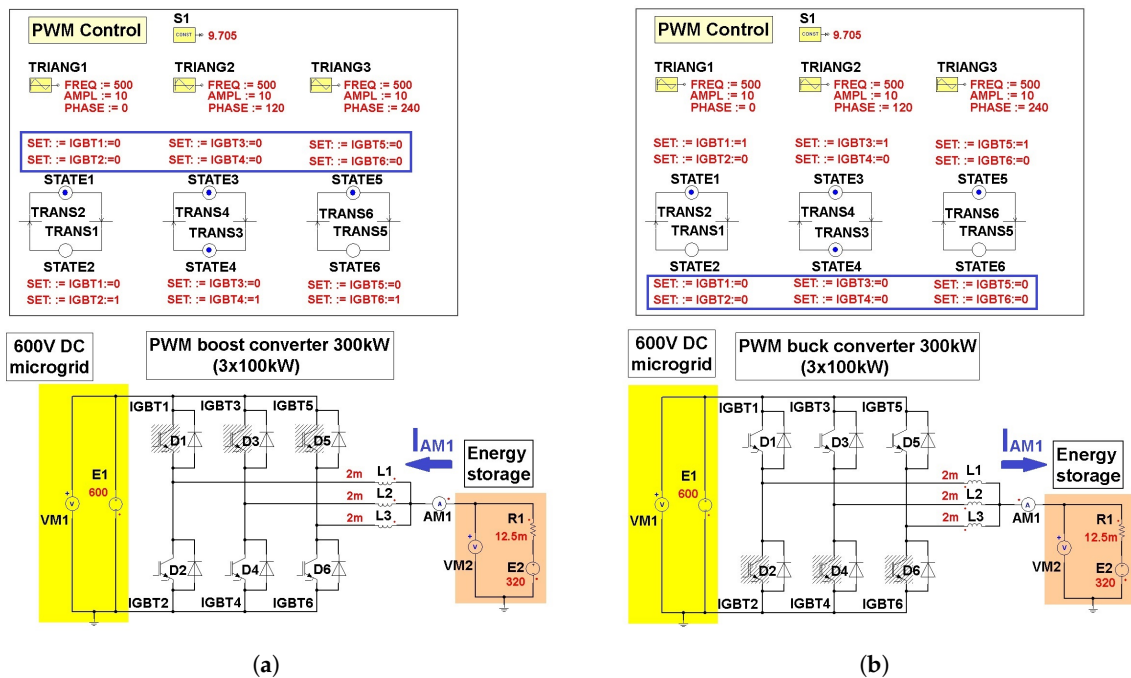 PWM Control
S1
CONST
9.705
TRIANG1
TRIANG2
TRIANG3
FREQ := 500
AMPL := 10
PHASE := 0
FREQ := 500
AMPL := 10
PHASE := 120
FREQ := 500
AMPL := 10
PHASE := 240
SET: := IGBT1:=0
SET: := IGBT2:=0
SET: := IGBT3:=0
SET: := IGBT4:=0
SET: := IGBT5:=0
SET: := IGBT6:=0
STATE1
STATE3
STATE5
TRANS2
TRANS1
TRANS4
TRANS3
TRANS6
TRANS5
STATE2
STATE4
STATE6
SET: := IGBT1:=0
SET: := IGBT2:=1
SET: := IGBT3:=0
SET: := IGBT4:=1
SET: := IGBT5:=0
SET: := IGBT6:=1
600V DC
microgrid
PWM boost converter 300kW
(3x100kW)
IGBT1
IGBT3
IGBT5
D1
D3
D5
I AM1
Energy
storage
E1
600
+
V
VM1
2m
L1
2m
L2
2m
L3
A
AM1
+
V
VM2
R1
12.5m
E2
320
D2
D4
D6
IGBT2
IGBT4
IGBT6
(a)
PWM Control
S1
CONST
9.705
TRIANG1
TRIANG2
TRIANG3
FREQ := 500
AMPL := 10
PHASE := 0
FREQ := 500
AMPL := 10
PHASE := 120
FREQ := 500
AMPL := 10
PHASE := 240
SET: := IGBT1:=1
SET: := IGBT2:=0
SET: := IGBT3:=1
SET: := IGBT4:=0
SET: := IGBT5:=1
SET: := IGBT6:=0
STATE1
STATE3
STATE5
TRANS2
TRANS1
TRANS4
TRANS3
TRANS6
TRANS5
STATE2
STATE4
STATE6
SET: := IGBT1:=0
SET: := IGBT2:=0
SET: := IGBT3:=0
SET: := IGBT4:=0
SET: := IGBT5:=0
SET: := IGBT6:=0
600V DC
microgrid
PWM buck converter 300kW
(3x100kW)
IGBT1
IGBT3
IGBT5
D1
D3
D5
I AM1
Energy
storage
E1
600
+
V
VM1
2m
L1
2m
L2
2m
L3
A
AM1
+
V
VM2
R1
12.5m
E2
320
D2
D4
D6
IGBT2
IGBT4
IGBT6
(b)